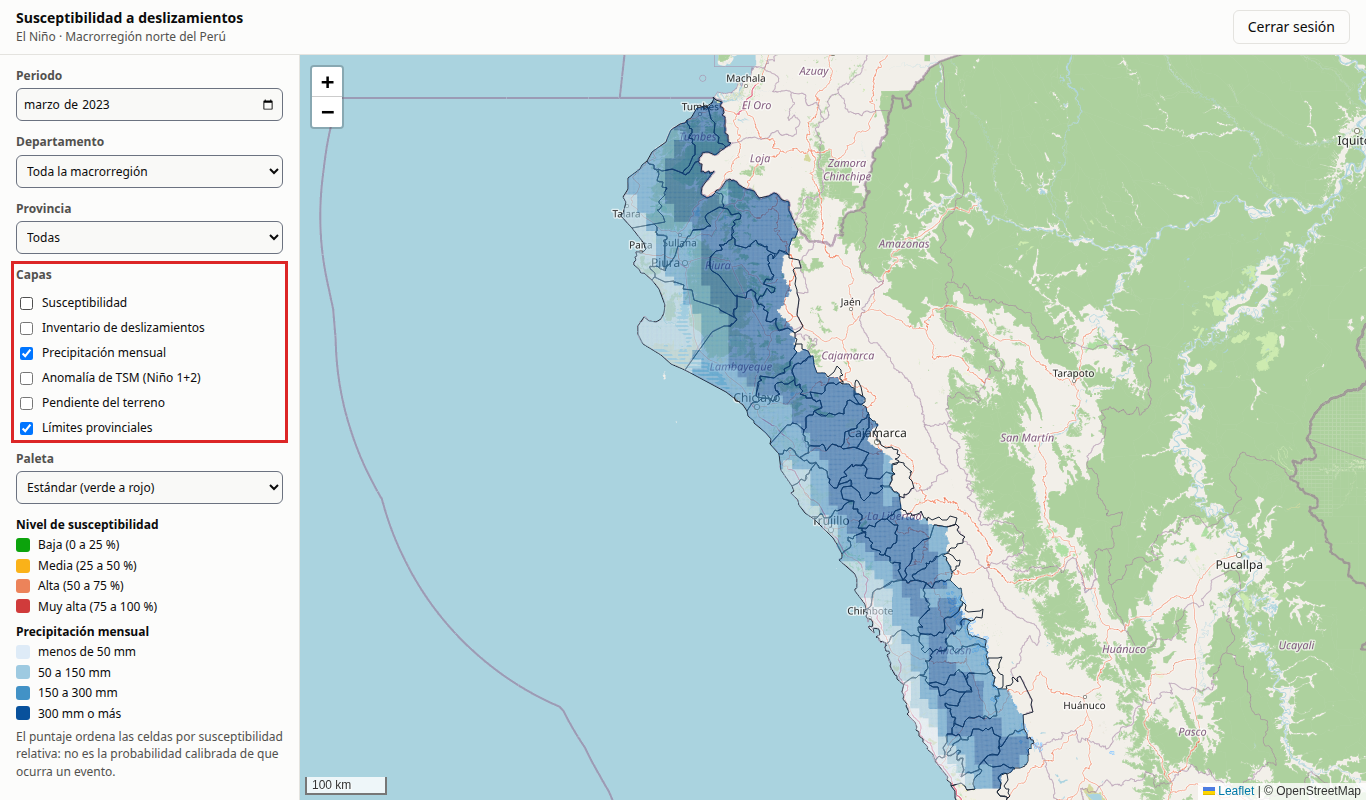 Susceptibilidad a deslizamientos
El Niño · Macrorregión norte del Perú
Cerrar sesión
Periodo
marzo de 2023
Departamento
Toda la macrorregión
Provincia
Todas
Capas
Susceptibilidad
Inventario de deslizamientos
Precipitación mensual
Anomalía de TSM (Niño 1+2)
Pendiente del terreno
Límites provinciales
Paleta
Estándar (verde a rojo)
Nivel de susceptibilidad
Baja (0 a 25 %)
Media (25 a 50 %)
Alta (50 a 75 %)
Muy alta (75 a 100 %)
Precipitación mensual
menos de 50 mm
50 a 150 mm
150 a 300 mm
300 mm o más
El puntaje ordena las celdas por susceptibilidad
relativa: no es la probabilidad calibrada de que
ocurra un evento.
+
−
Azuay
Machala
El Oro
Tumbes
Tumbes
Loja
Zamora
Chinchipe
Iquito
Talara
Amazonas
Paita
Sullana
Piura
Piura
Jaén
Cajamarca
Lambayeque
Tarapoto
Chiclayo
Cajamarca
San Martín
La Libertad
Trujillo
Pucallpa
Chimbote
Áncash
Huánuco
Ucayali
Huánuco
Pasco
100 km
Leaflet | © OpenStreetMap